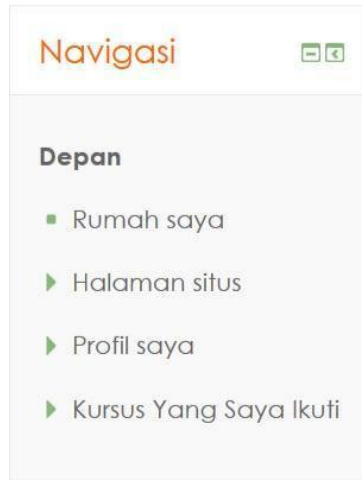 Navigasi
Depan
Rumah saya
Halaman situs
Profil saya
Kursus Yang Saya Ikuti